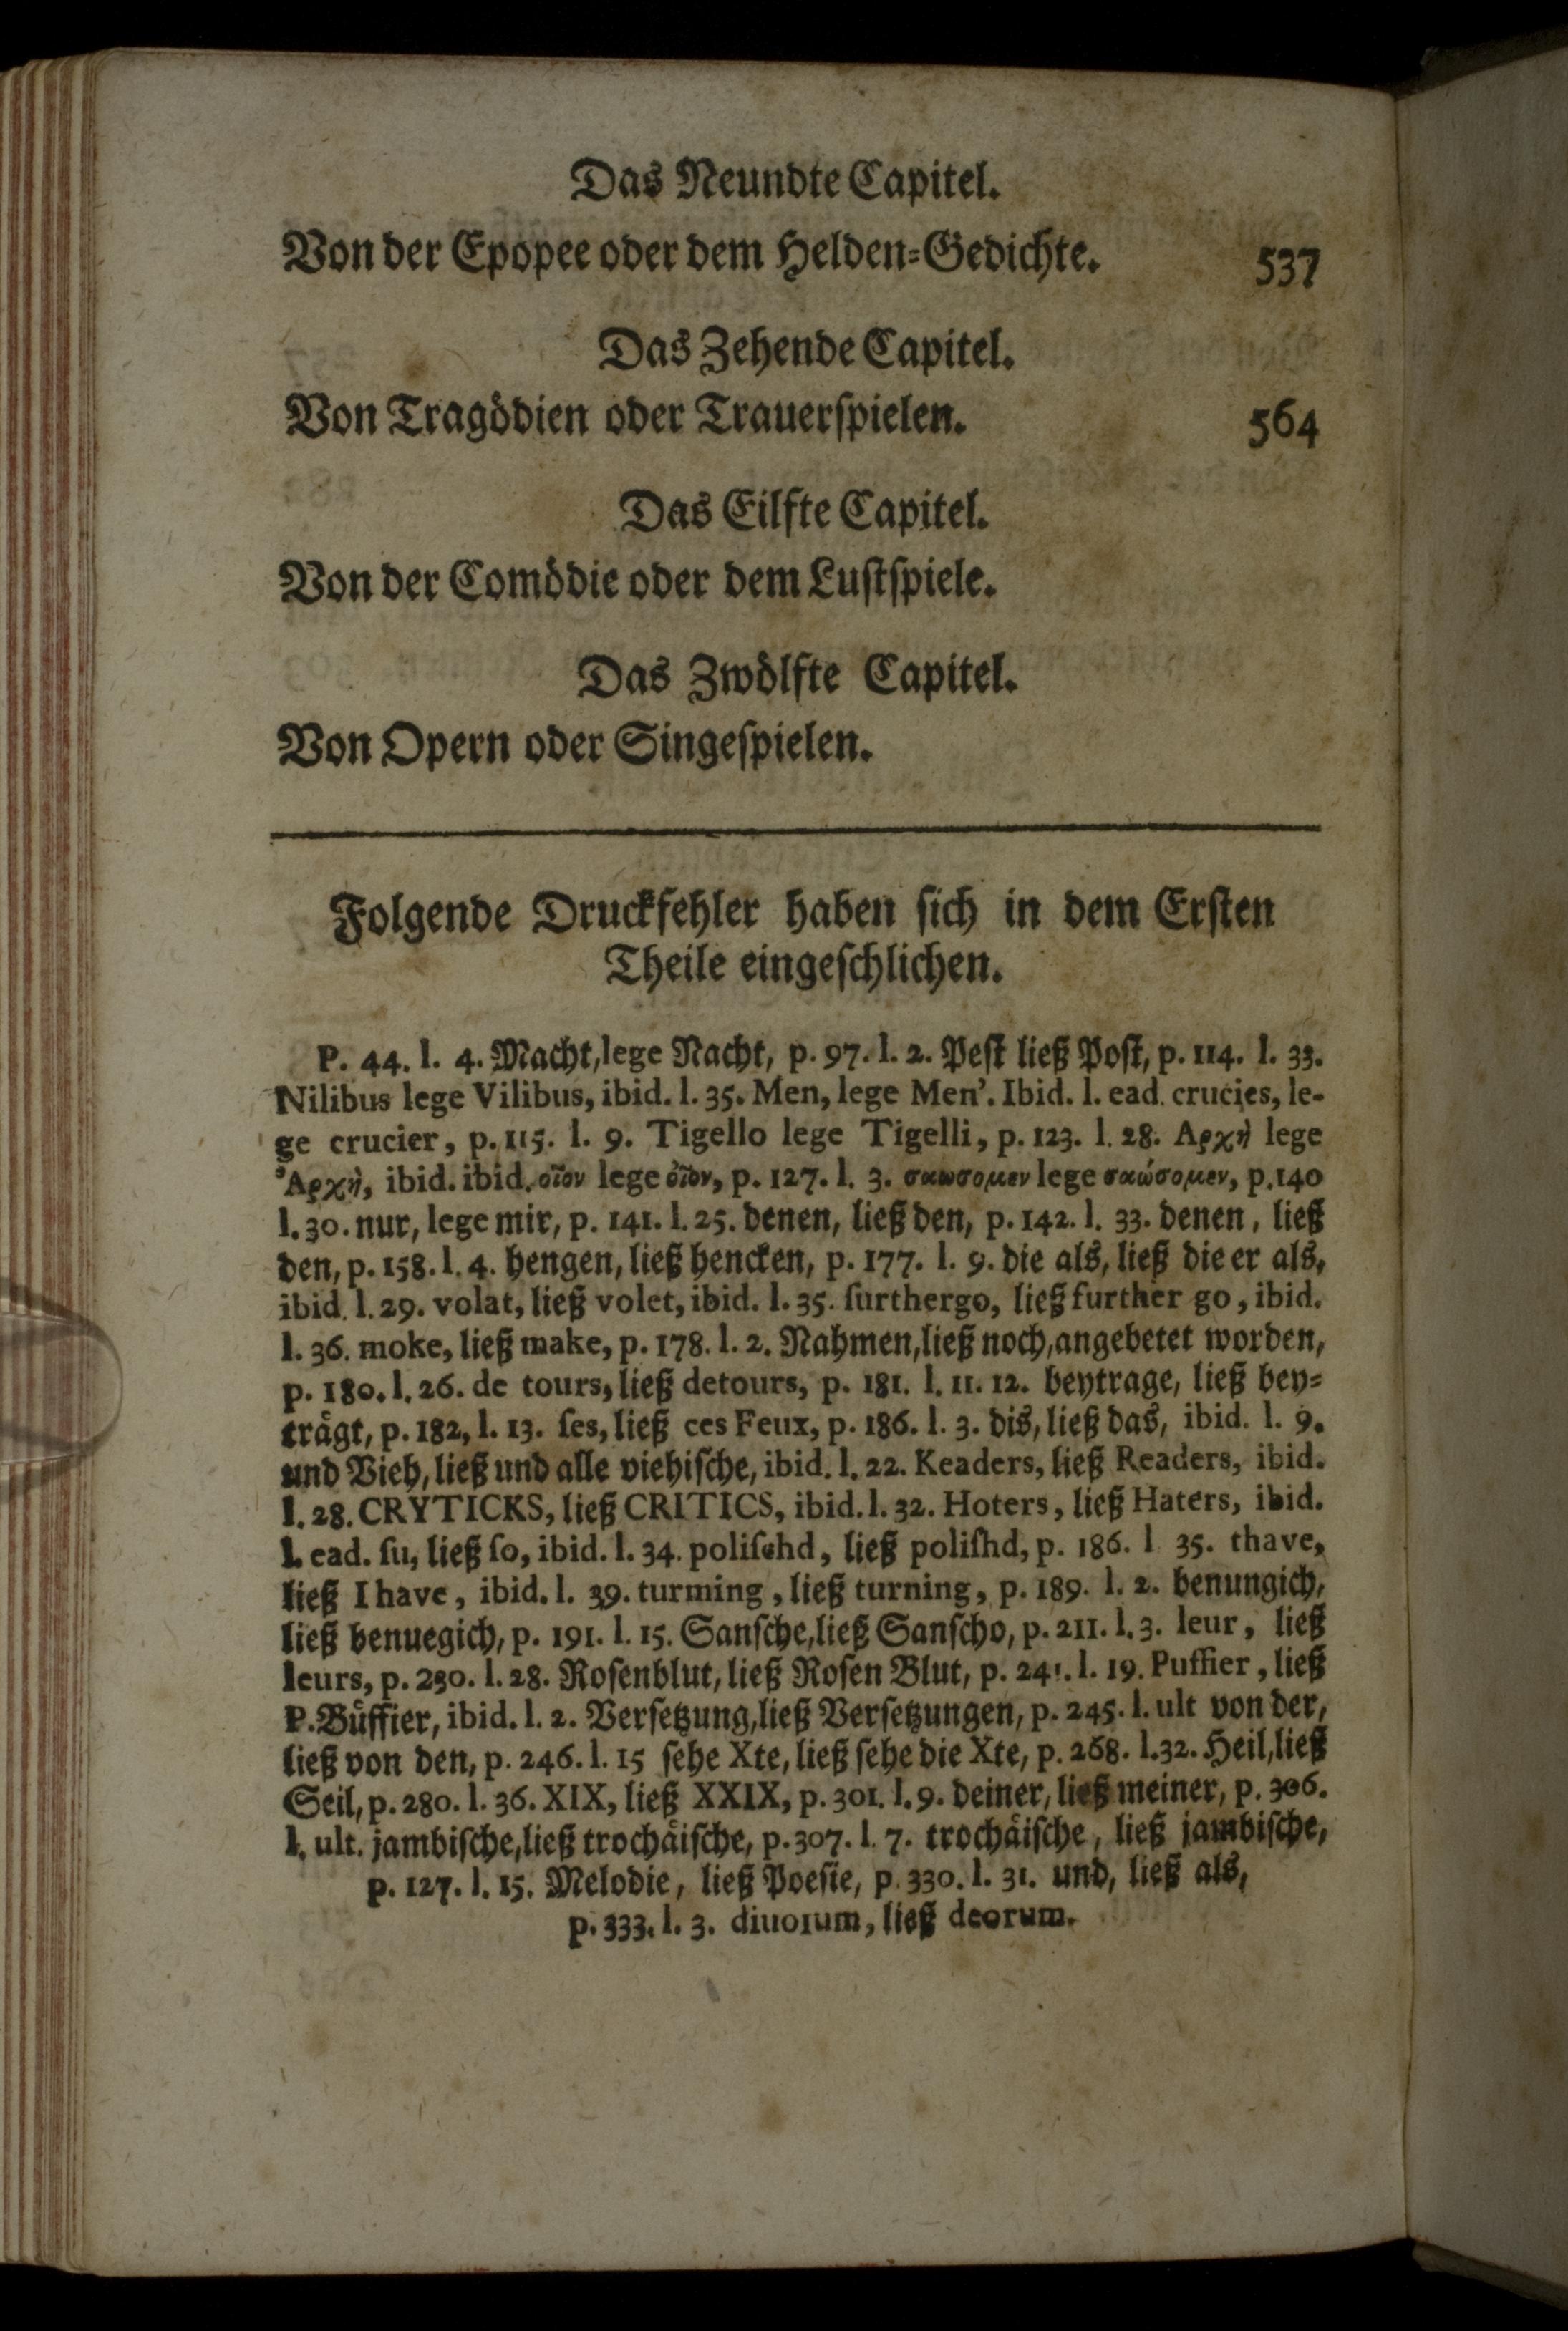 Das Neundte Capitel.
Von der Epopee oder dem Helden-Gedichte. 537
Das Zehende Capitel.
Von Tragödien oder Trauerſpielen. 564
Das Eilfte Capitel.
Von der Comödie oder dem Luſtſpiele.
Das Zwölfte Capitel.
Von Opern oder Singeſpielen.
Folgende Druckfehler haben ſich in dem Erſten
Theile eingeſchlichen.
P. 44. l. 4. Macht, lege Nacht, p. 97. l. 2. Peſt ließ Poſt, p. 114. l. 33.
Nilibus lege Vilibus, ibid. l. 35. Men, lege Men'. Ibid. l. ead. crucies, le-
ge crucier, p. 115. l. 9. Tigello lege Tigelli, p. 123. l. 28. Αρχὴ lege
Ἀρχὴ, ibid. ibid. οῖον lege οἷον, p. 127. l. 3. σαωσομεν lege σαώσομεν, p. 140
l. 30. nur, lege mir, p. 141. l. 25. denen, ließ den, p. 142. l. 33. denen, ließ
den, p. 158. l. 4. hengen, ließ hencken, p. 177. l. 9. die als, ließ die er als,
ibid. l. 29. volat, ließ volet, ibid. l. 35. ſurthergo, ließ further go, ibid.
l. 36. moke, ließ make, p. 178. l. 2. Nahmen, ließ noch, angebetet worden,
p. 180. l. 26. de tours, ließ detours, p. 181. l. 11. 12. beytrage, ließ bey-
trägt, p. 182, l. 13. ſes, ließ ces Feux, p. 186. l. 3. dis, ließ das, ibid. l. 9.
und Vieh, ließ und alle viehiſche, ibid. l. 22. Keaders, ließ Readers, ibid.
l. 28. CRYTICKS, ließ CRITICS, ibid. l. 32. Hoters, ließ Haters, ibid.
l. ead. ſu, ließ ſo, ibid. l. 34. poliſehd, ließ poliſhd, p. 186. l 35. thave,
ließ I have, ibid. l. 39. turming, ließ turning, p. 189. l. 2. benungich,
ließ benuegich, p. 191. l. 15. Sanſche, ließ Sanſcho, p. 211. l. 3. leur, ließ
leurs, p. 230. l. 28. Roſenblut, ließ Roſen Blut, p. 241. l. 19. Puffier, ließ
P. Büffier, ibid. l. 2. Verſetzung, ließ Verſetzungen, p. 245. l. ult von der,
ließ von den, p. 246. l. 15 ſehe Xte, ließ ſehe die Xte, p. 268. l. 32. Heil, ließ
Seil, p. 280. l. 36. XIX, ließ XXIX, p. 301. l. 9. deiner, ließ meiner, p. 306.
l. ult. jambiſche, ließ trochäiſche, p. 307. l. 7. trochäiſche, ließ jambiſche,
p. 127. l. 15. Melodie, ließ Poeſie, p. 330. l. 31. und, ließ als,
p. 333. l. 3. diuoıum, ließ deorum.